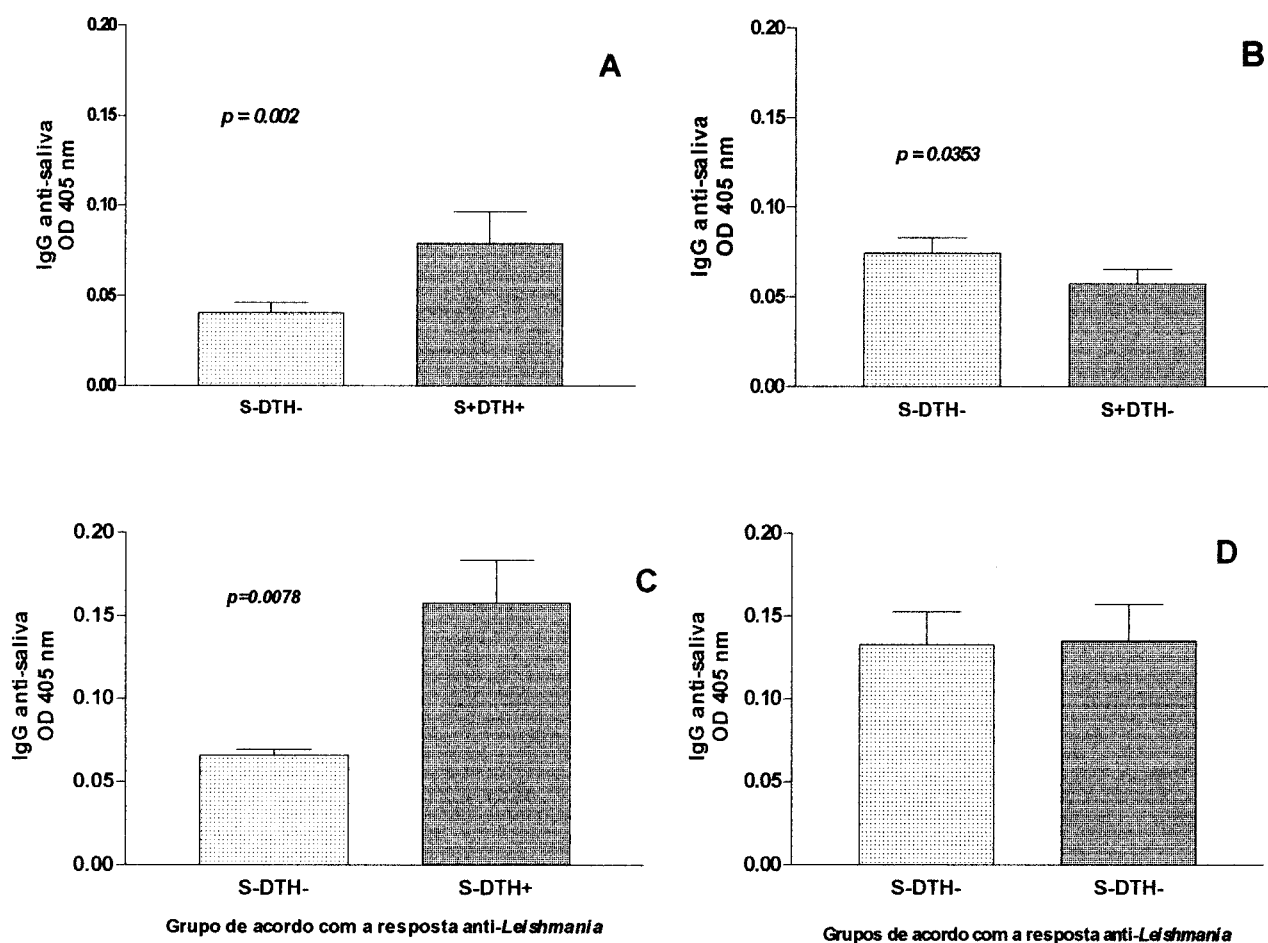 A
IgG anti-saliva
OD 405 nm
0.20
0.15
0.10
0.05
0.00
p = 0.002
S-DTH-
S+DTH+
B
IgG anti-saliva
OD 405 nm
0.20
0.15
0.10
0.05
0.00
p = 0.0353
S-DTH-
S+DTH-
C
IgG anti-saliva
OD 405 nm
0.20
0.15
0.10
0.05
0.00
p=0.0078
S-DTH-
S-DTH+
Grupo de acordo com a resposta anti-Leishmania
D
IgG anti-saliva
OD 405 nm
0.20
0.15
0.10
0.05
0.00
S-DTH-
S-DTH-
Grupos de acordo com a resposta anti-Leishmania